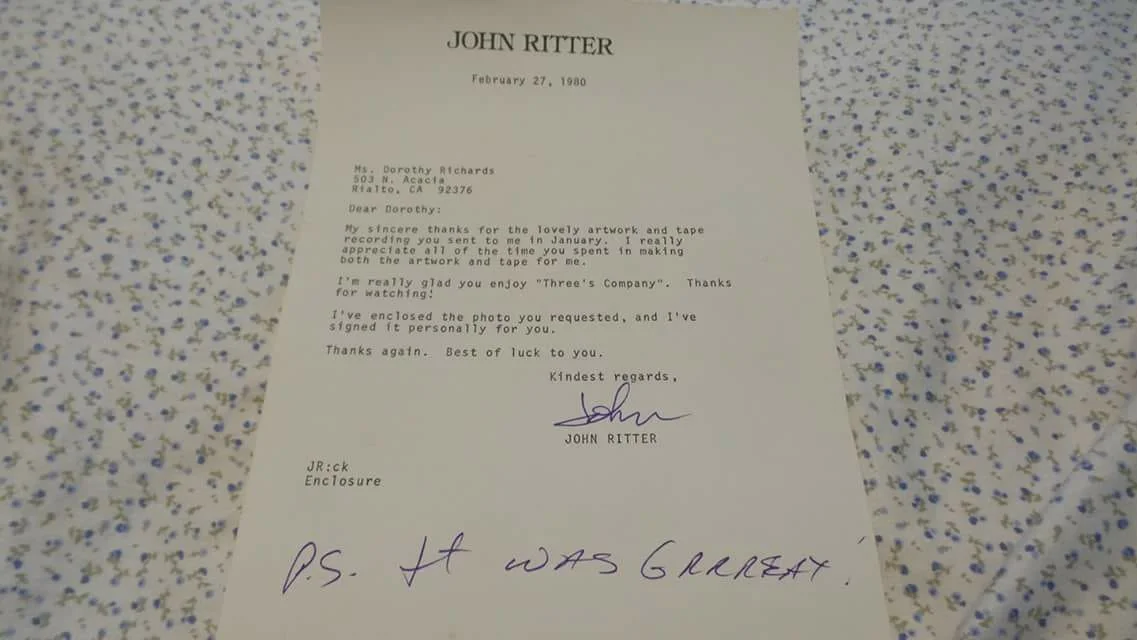 JOHN RITTER
February 27, 1980
Ms. Dorothy Richards
503 N. Acacia
Rialto, CA 92376
Dear Dorothy:
My sincere thanks for the lovely artwork and tape
recording you sent to me in January. I really
appreciate all of the time you spent in making
both the artwork and tape for me.
I'm really glad you enjoy "Three's Company". Thanks
for watching!
I've enclosed the photo you requested, and I've
signed it personally for you.
Thanks again. Best of luck to you.
Kindest regards,
John
JOHN RITTER
JR:ck
Enclosure
P.S. It WAS GRRREAT!